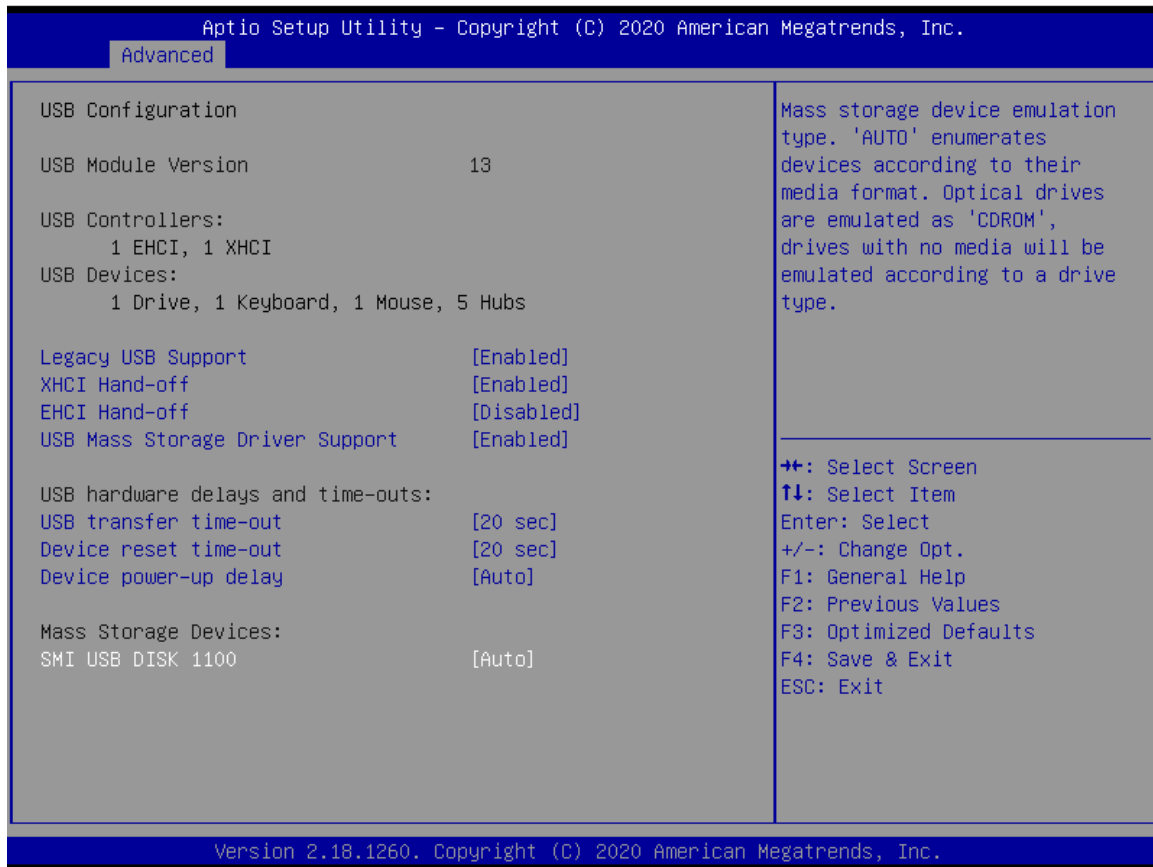 Aptio Setup Utility – Copyright (C) 2020 American Megatrends, Inc.
Advanced
USB Configuration
USB Module Version 13
USB Controllers:
1 EHCI, 1 XHCI
USB Devices:
1 Drive, 1 Keyboard, 1 Mouse, 5 Hubs
Legacy USB Support [Enabled]
XHCI Hand-off [Enabled]
EHCI Hand-off [Disabled]
USB Mass Storage Driver Support [Enabled]
USB hardware delays and time-outs:
USB transfer time-out [20 sec]
Device reset time-out [20 sec]
Device power-up delay [Auto]
Mass Storage Devices:
SMI USB DISK 1100 [Auto]
Mass storage device emulation
type. 'AUTO' enumerates
devices according to their
media format. Optical drives
are emulated as 'CDROM',
drives with no media will be
emulated according to a drive
type.
→←: Select Screen
↑↓: Select Item
Enter: Select
+/-: Change Opt.
F1: General Help
F2: Previous Values
F3: Optimized Defaults
F4: Save & Exit
ESC: Exit
Version 2.18.1260. Copyright (C) 2020 American Megatrends, Inc.